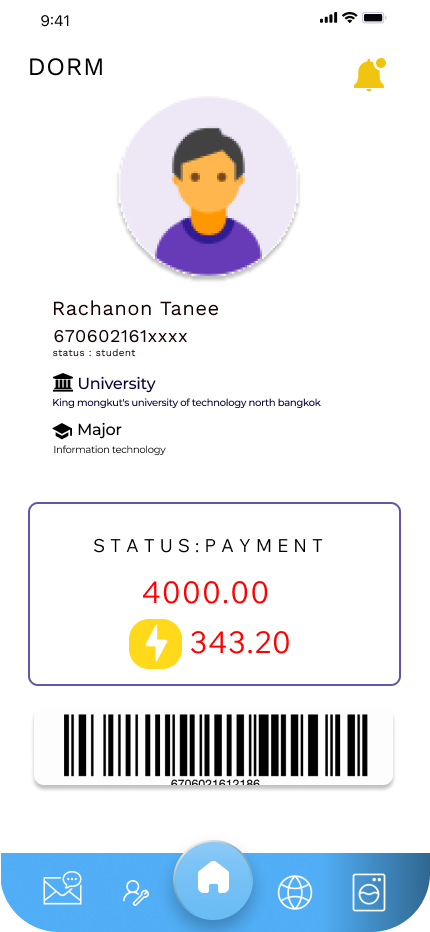 9:41
DORM
Rachanon Tanee
670602161xxxx
status : student
University
King mongkut's university of technology north bangkok
Major
Information technology
STATUS:PAYMENT
4000.00
343.20
6706021612186